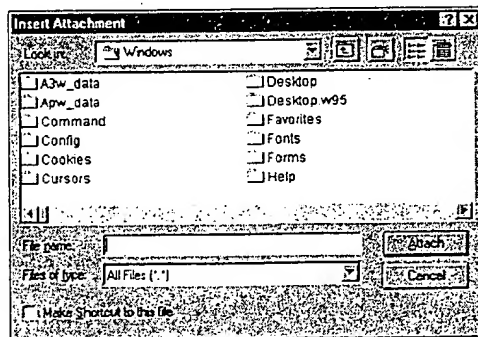 Insert Attachment
Look in: Windows
A3w_data Desktop
Apw_data Desktop.w95
Command Favorites
Config Fonts
Cookies Forms
Cursors Help
File name: Attach
Files of type: All Files (*.*) Cancel
Make Shortcut to this file